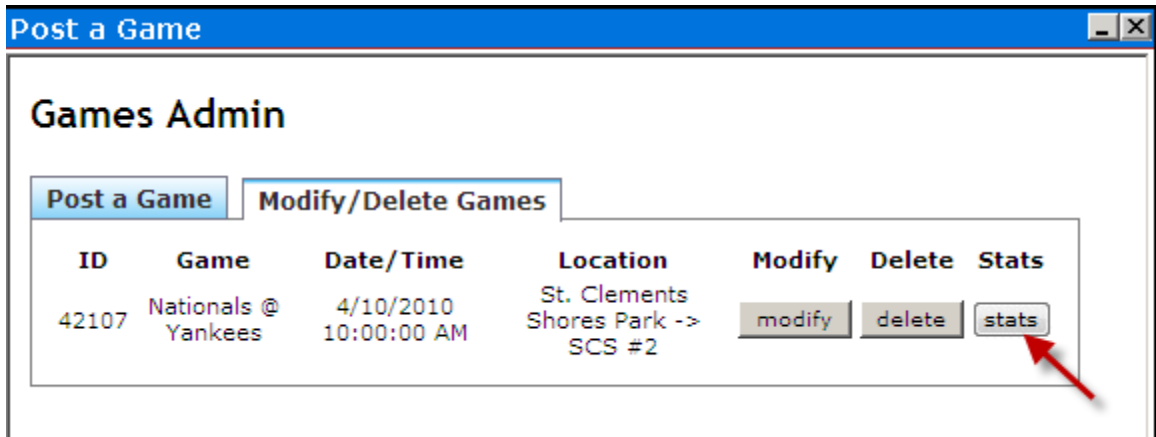 Post a Game
Games Admin
Post a Game Modify/Delete Games
ID Game Date/Time Location Modify Delete Stats
42107 Nationals @ Yankees 4/10/2010 10:00:00 AM St. Clements Shores Park -> SCS #2 modify delete stats